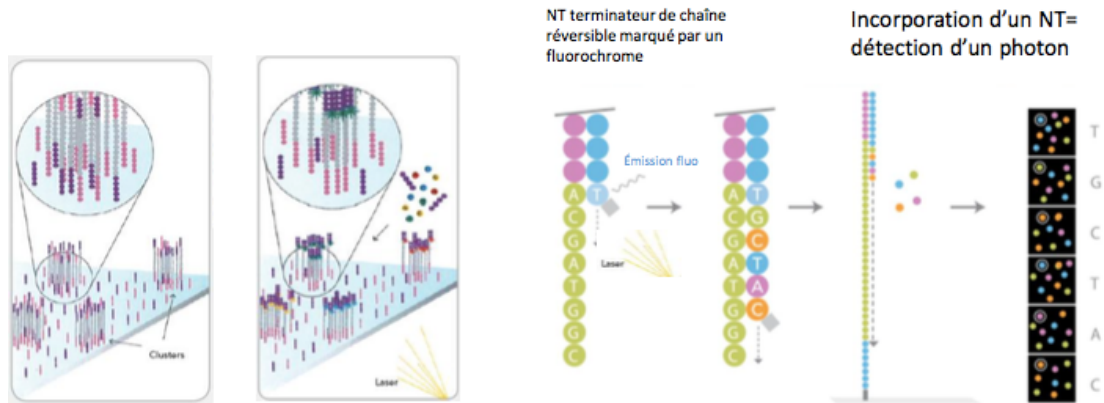 NT terminateur de chaîne
réversible marqué par un
fluorochrome
Incorporation d'un NT=
détection d'un photon
Clusters
Laser
Émission fluo
Laser
A T
C
G
A
T
G
G
C
A T
C G
G C
A T
T A
G C
G
C
T
G
C
T
A
C